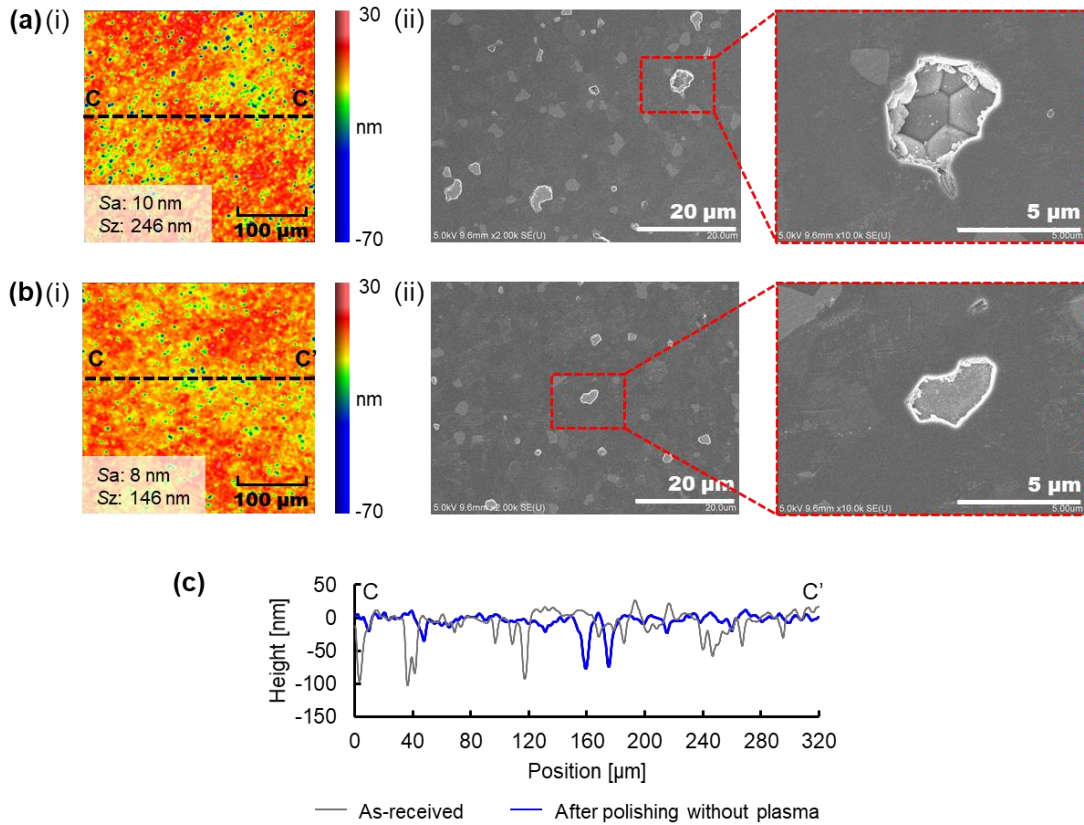 (a) (i)
30
C
C'
nm
Sa: 10 nm
Sz: 246 nm
100 µm
-70
(ii)
20 µm
5.0kV 9.6mm x2.00k SE(U)
20.0um
5 µm
5.0kV 9.6mm x10.0k SE(U)
5.00um
(b) (i)
30
C
C'
nm
Sa: 8 nm
Sz: 146 nm
100 µm
-70
(ii)
20 µm
5.0kV 9.6mm x2.00k SE(U)
20.0um
5 µm
5.0kV 9.6mm x10.0k SE(U)
5.00um
(c)
C
C'
Height [nm]
50
0
-50
-100
-150
0 40 80 120 160 200 240 280 320
Position [µm]
As-received
After polishing without plasma